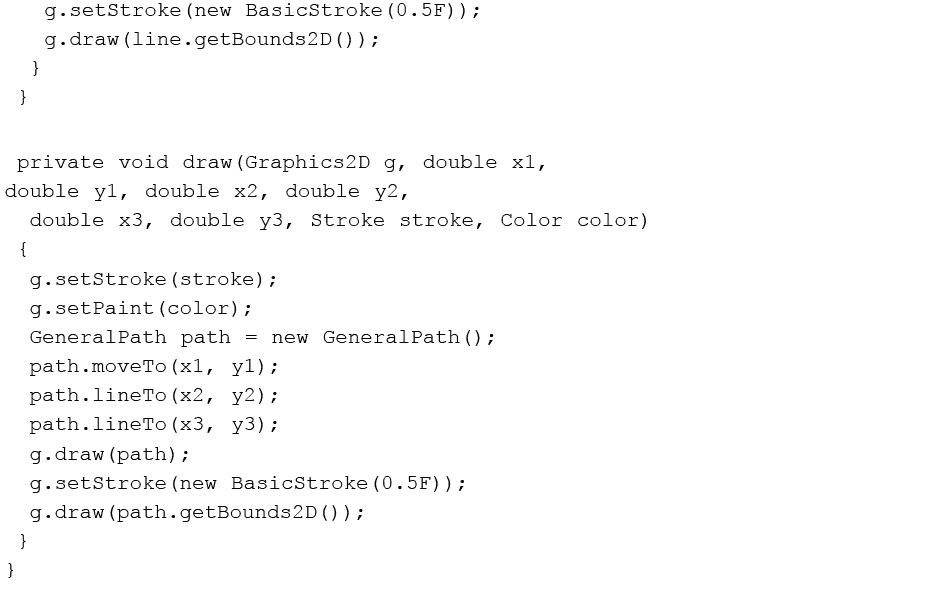 g.setStroke(new BasicStroke(0.5F));
g.draw(line.getBounds2D());
}
}
private void draw(Graphics2D g, double x1,
double y1, double x2, double y2,
double x3, double y3, Stroke stroke, Color color)
{
g.setStroke(stroke);
g.setPaint(color);
GeneralPath path = new GeneralPath();
path.moveTo(x1, y1);
path.lineTo(x2, y2);
path.lineTo(x3, y3);
g.draw(path);
g.setStroke(new BasicStroke(0.5F));
g.draw(path.getBounds2D());
}
}